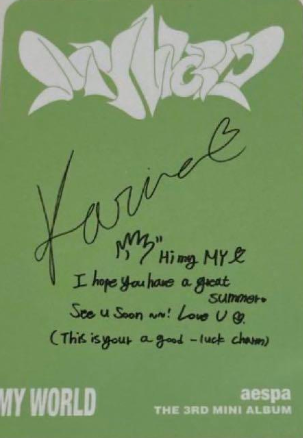 MY WORLD
Karina
"Hi my MY
I hope you have a great
summer.
See u soon ~! Love U
(This is your a good-luck charm)
MY WORLD
aespa
THE 3RD MINI ALBUM